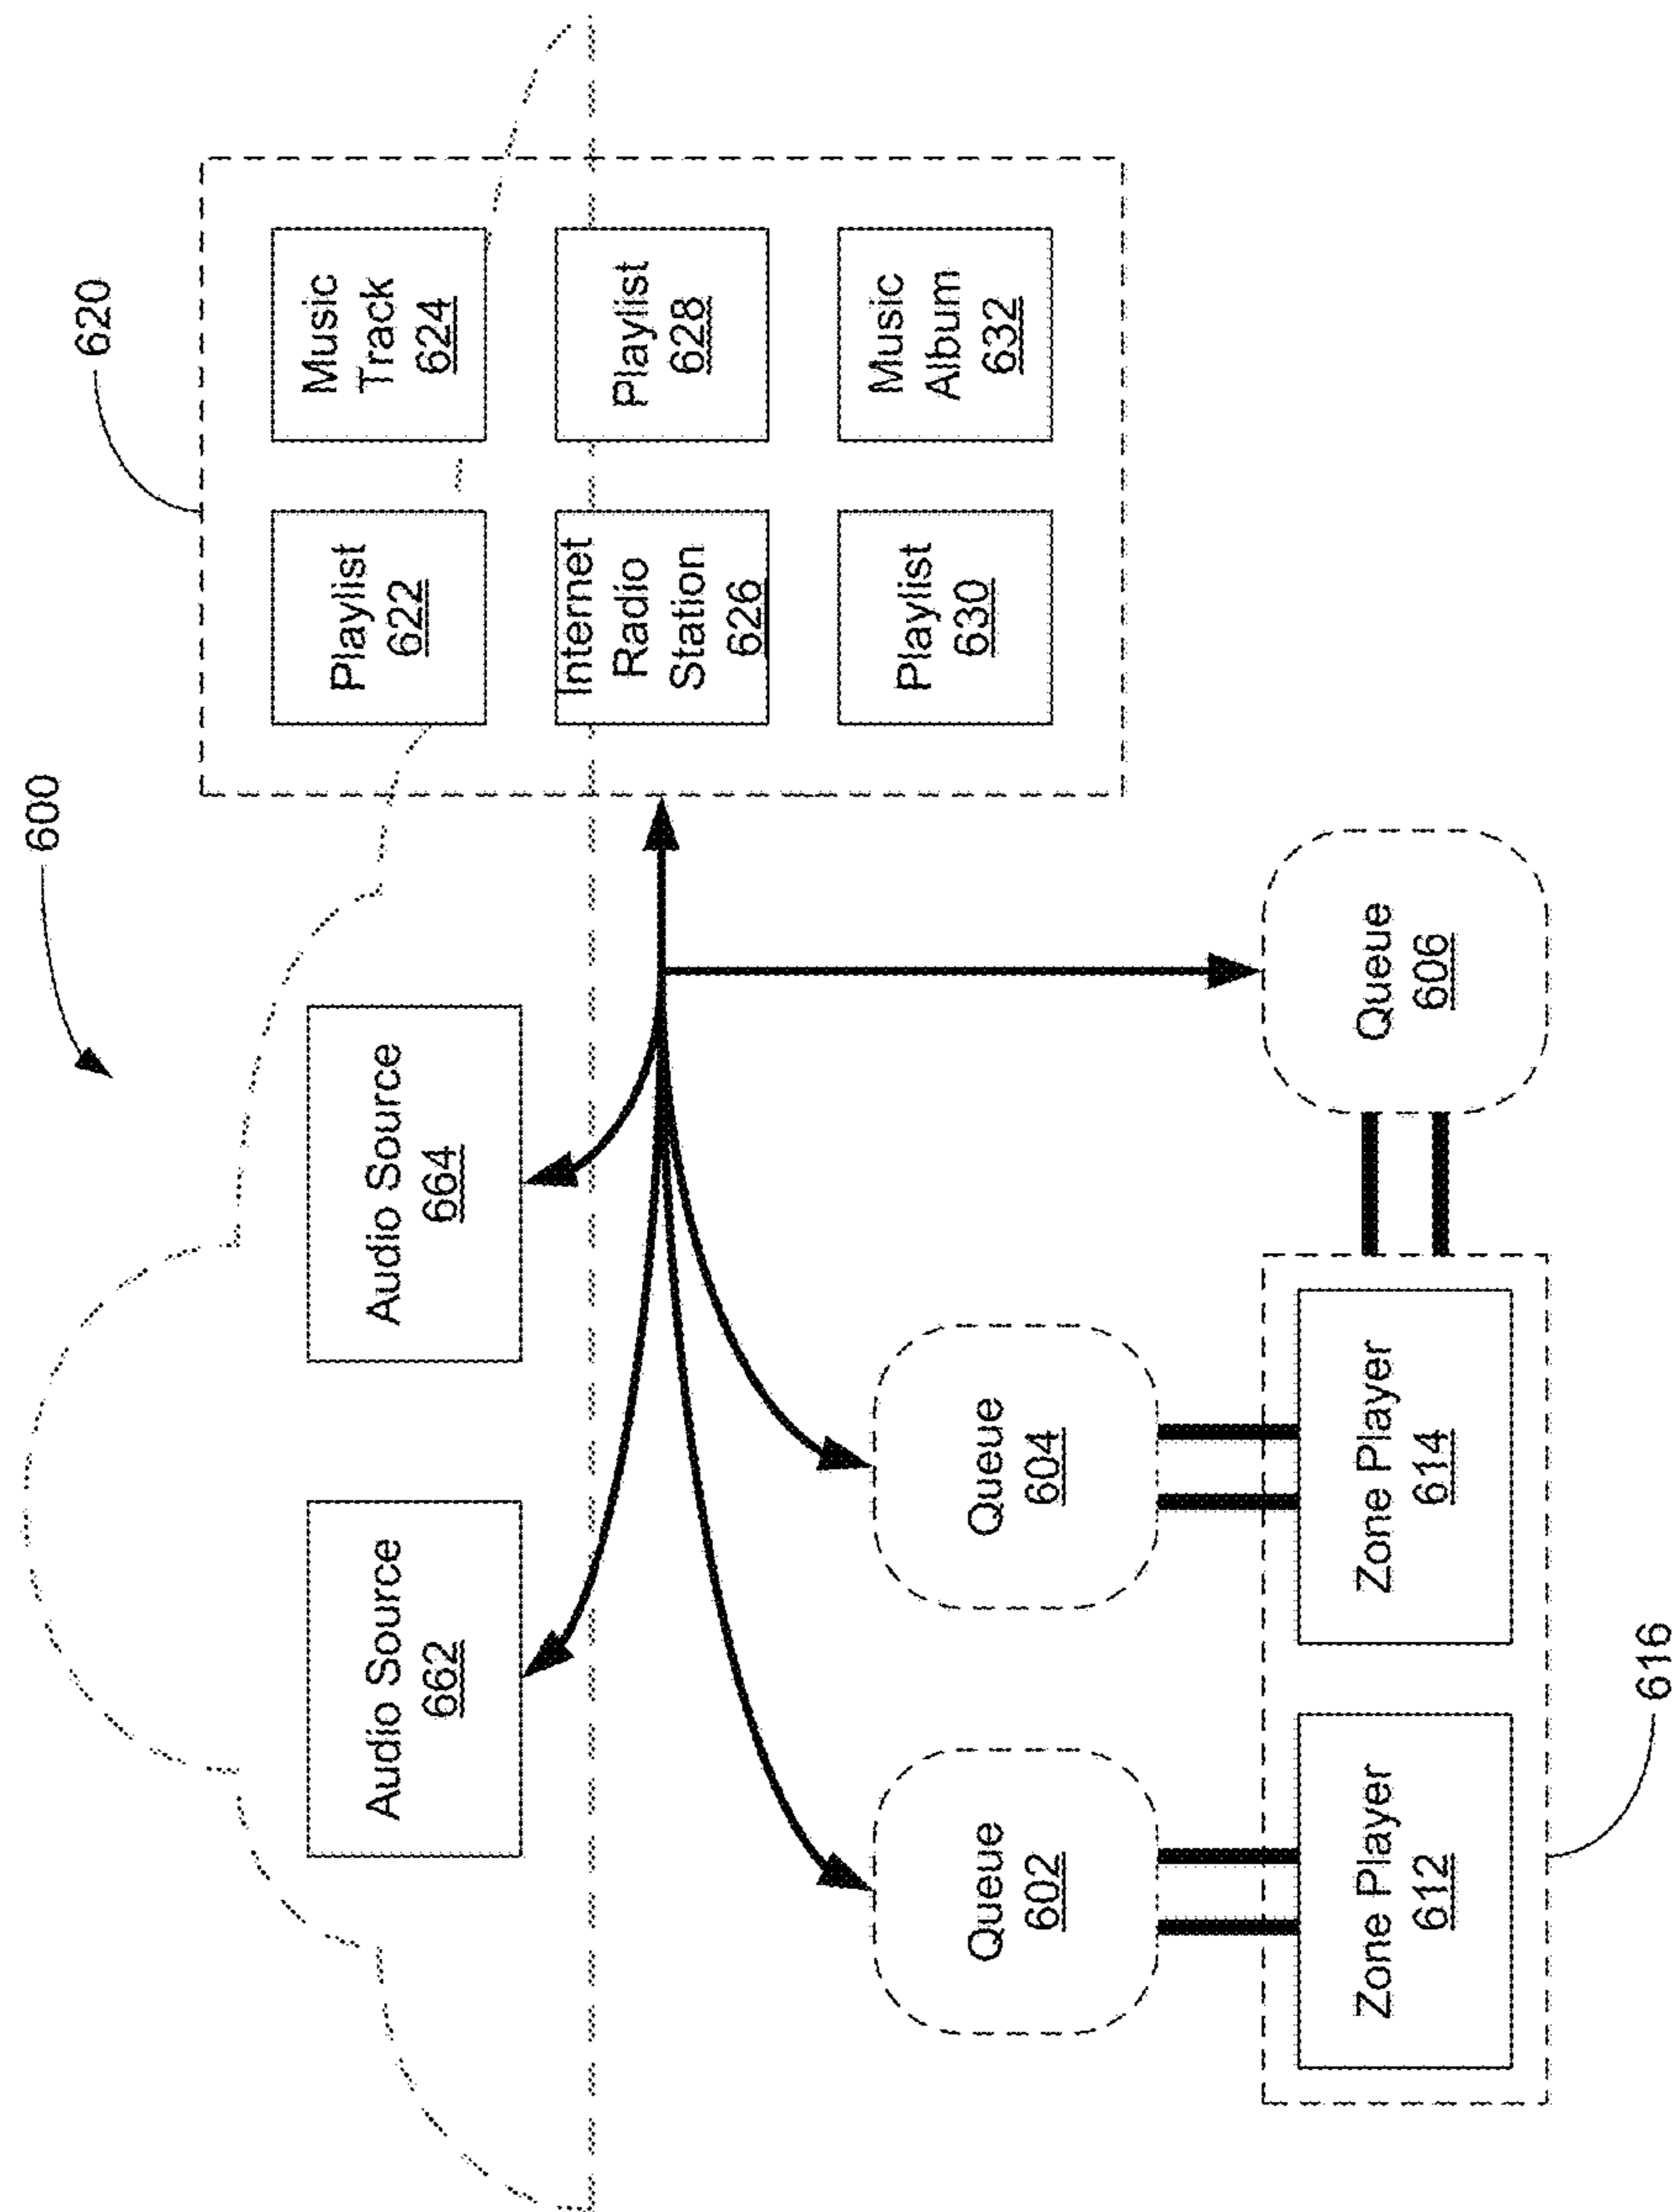 600
620
Audio Source
662
Audio Source
664
Playlist
622
Music
Track
624
Internet
Radio
Station
626
Playlist
628
Playlist
630
Music
Album
632
Queue
602
Queue
604
Queue
606
Zone Player
612
Zone Player
614
616